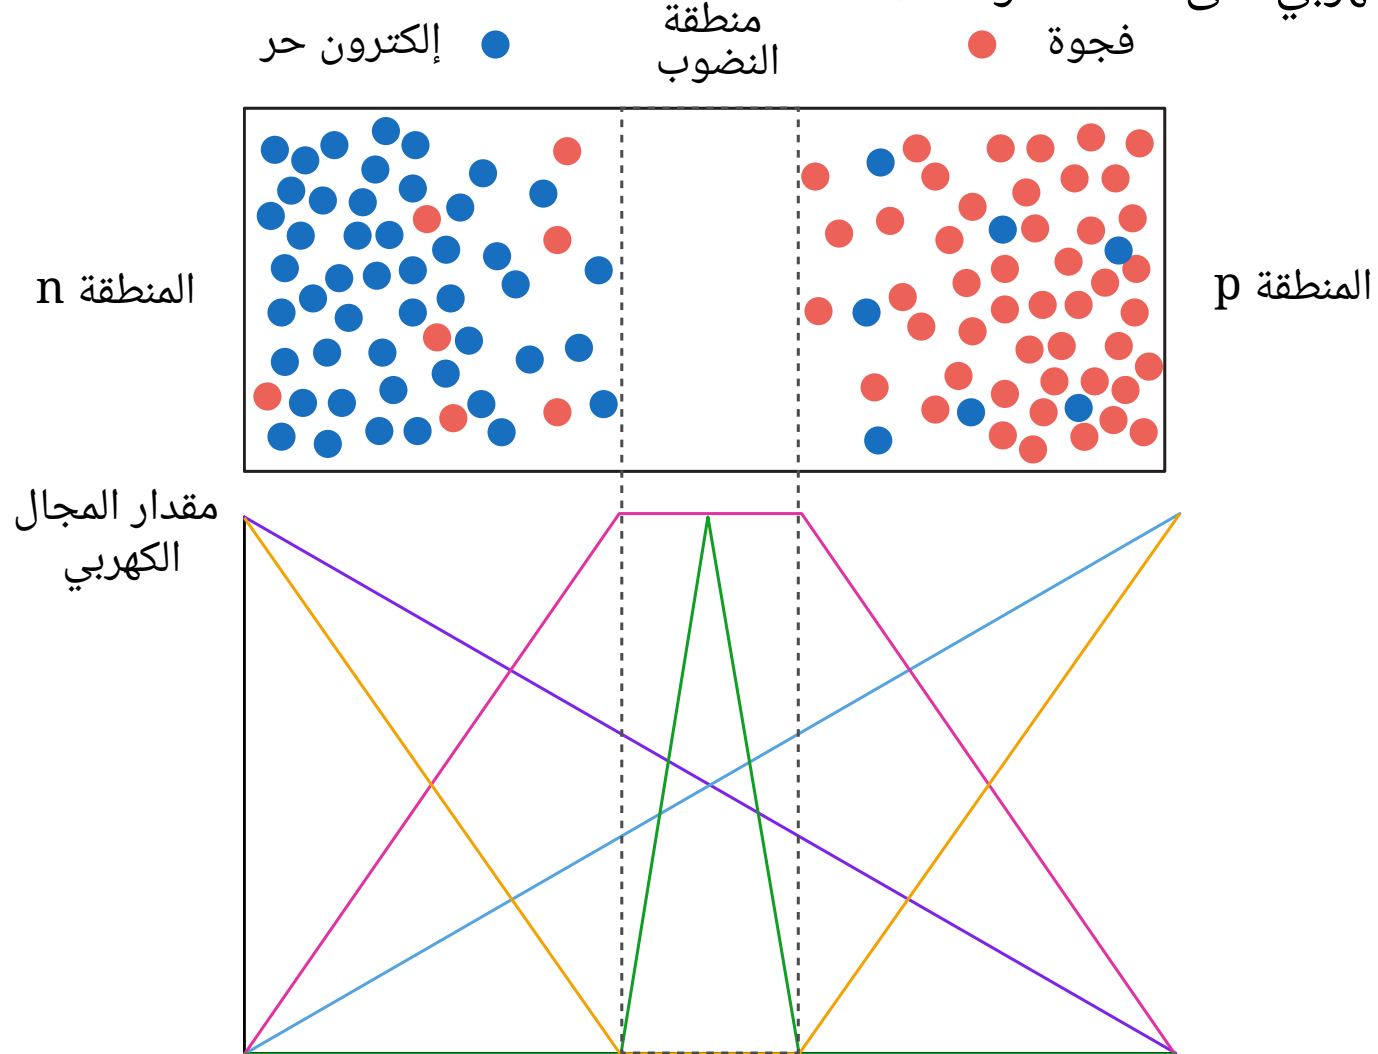 منطقة
النضوب
فجوة
إلكترون حر
المنطقة n
المنطقة p
مقدار المجال
الكهربي